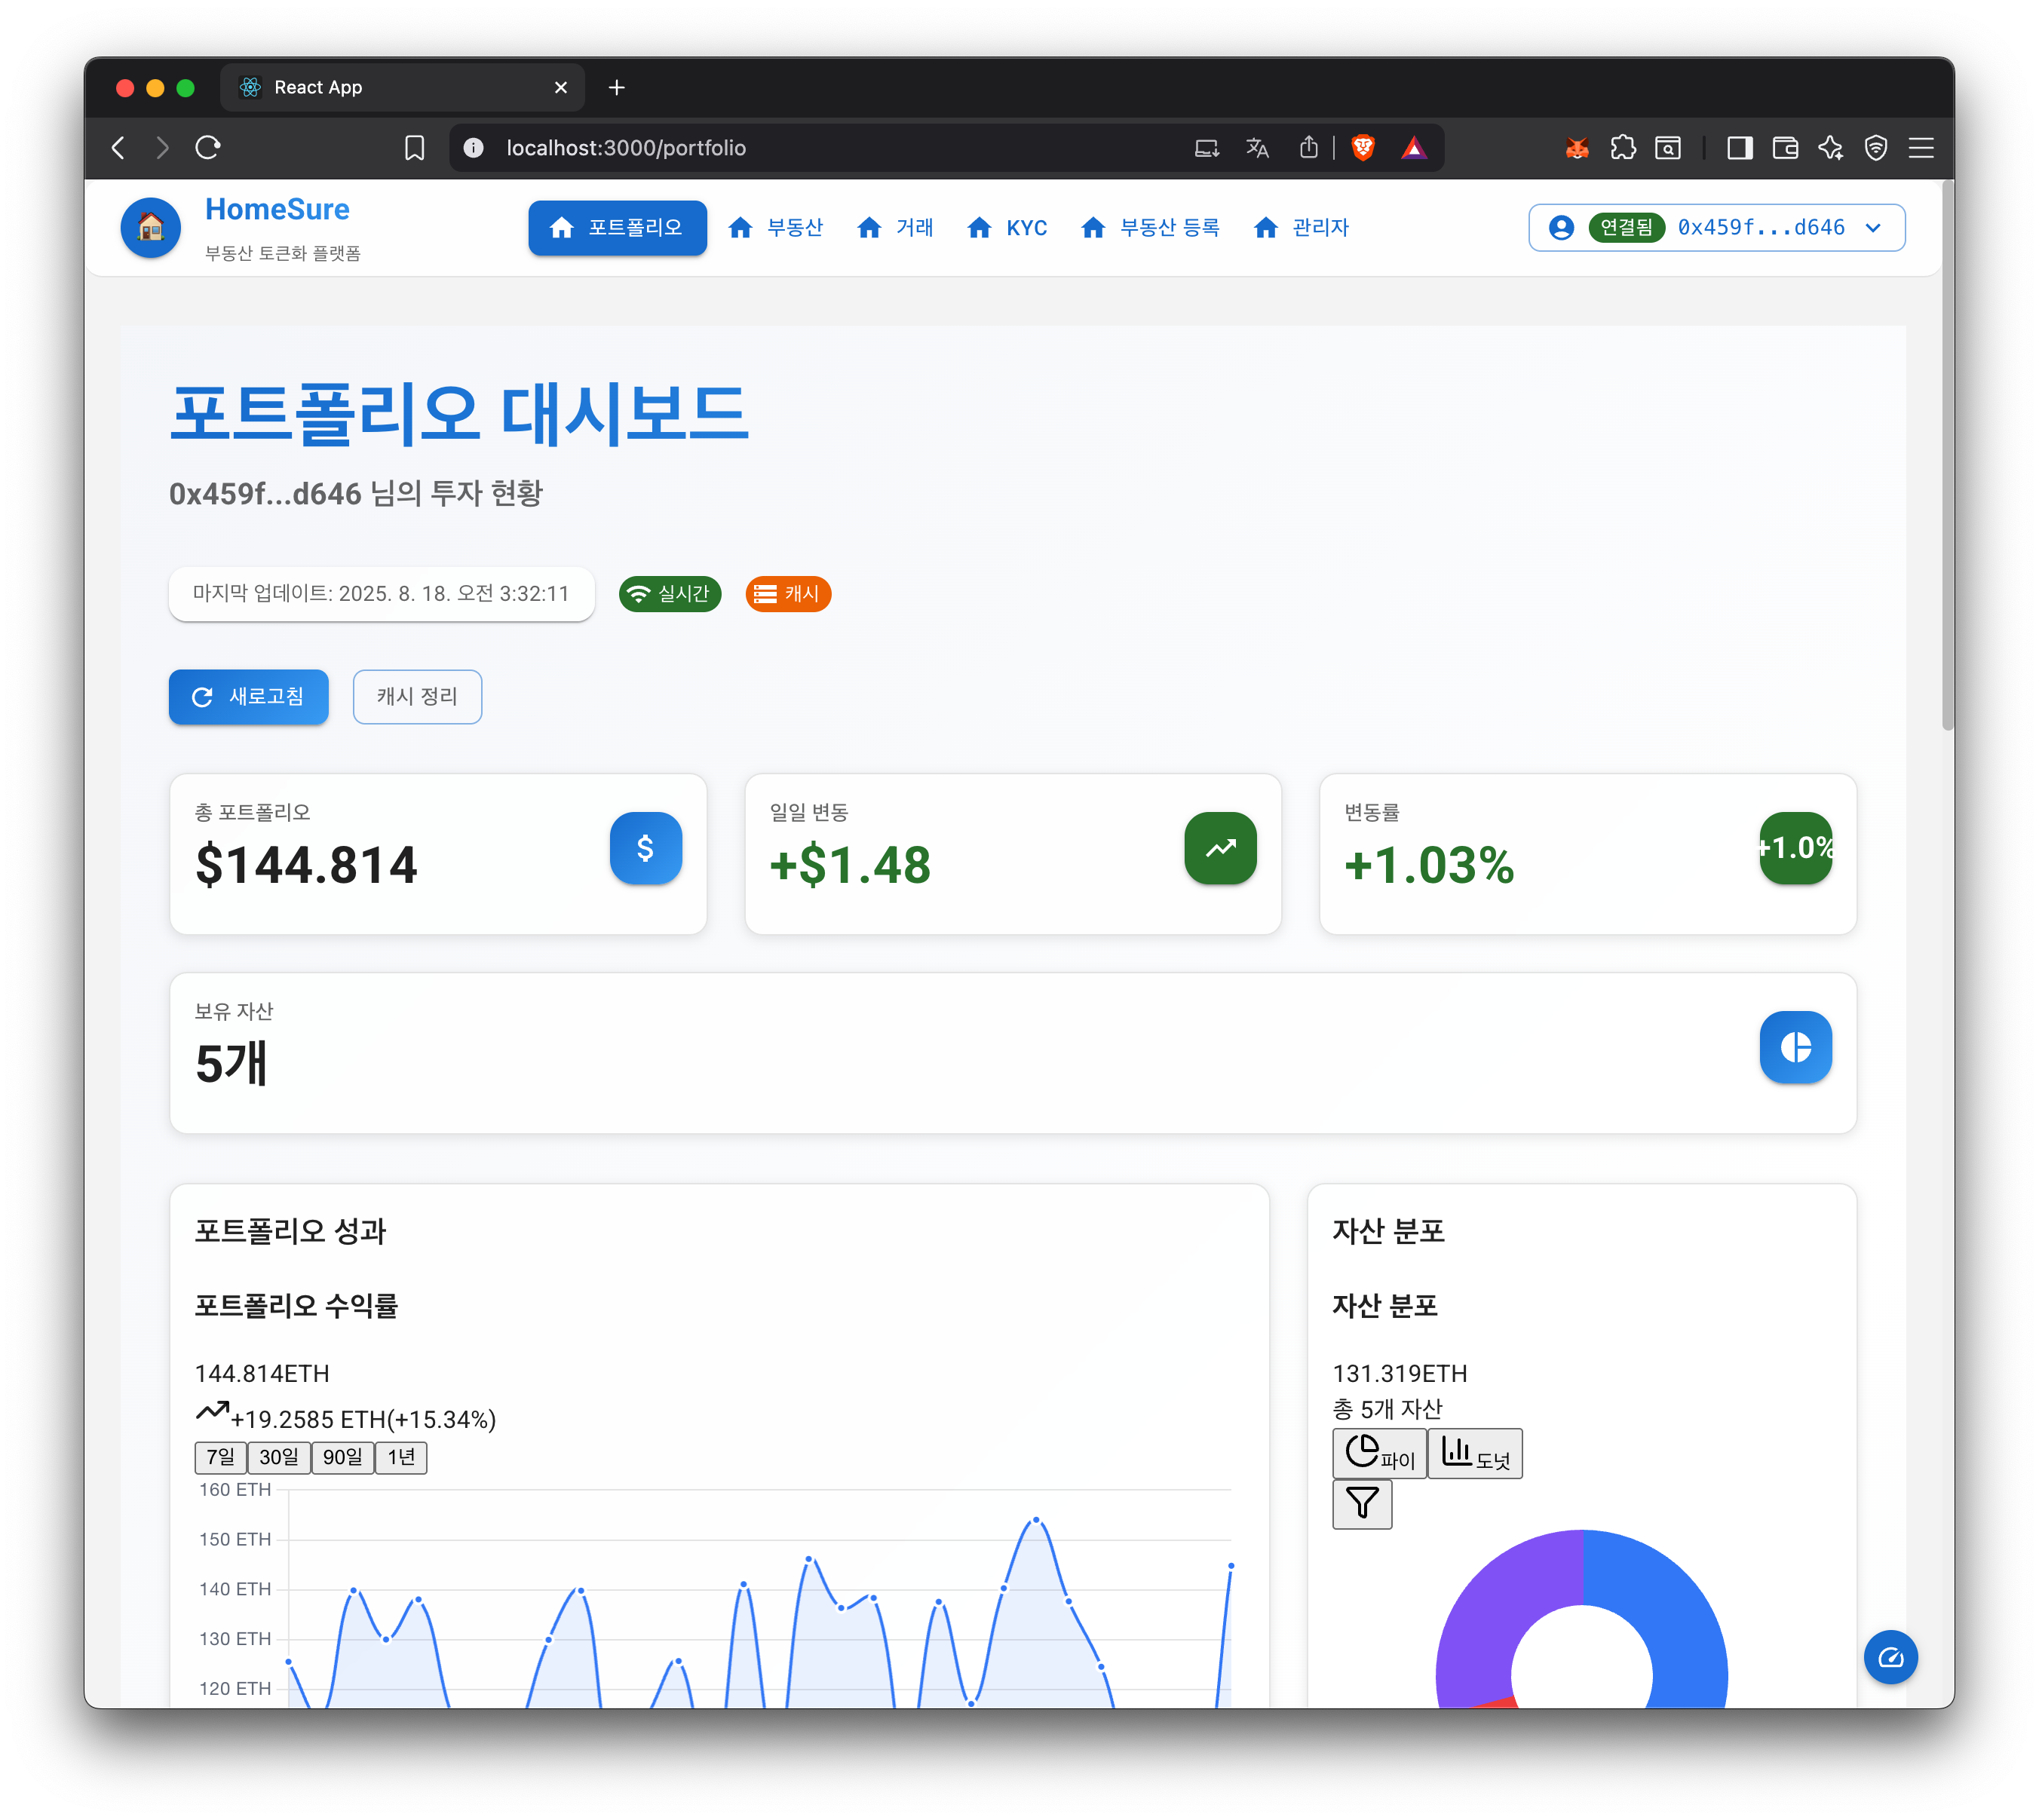 React App
localhost:3000/portfolio
HomeSure
부동산 토큰화 플랫폼
포트폴리오
부동산
거래
KYC
부동산 등록
관리자
연결됨 0x459f...d646
포트폴리오 대시보드
0x459f...d646 님의 투자 현황
마지막 업데이트: 2025. 8. 18. 오전 3:32:11
실시간
캐시
새로고침
캐시 정리
총 포트폴리오
$144.814
$
일일 변동
+$1.48
변동률
+1.03%
+1.0%
보유 자산
5개
포트폴리오 성과
포트폴리오 수익률
144.814ETH
+19.2585 ETH(+15.34%)
7일
30일
90일
1년
160 ETH
150 ETH
140 ETH
130 ETH
120 ETH
자산 분포
자산 분포
131.319ETH
총 5개 자산
파이
도넛